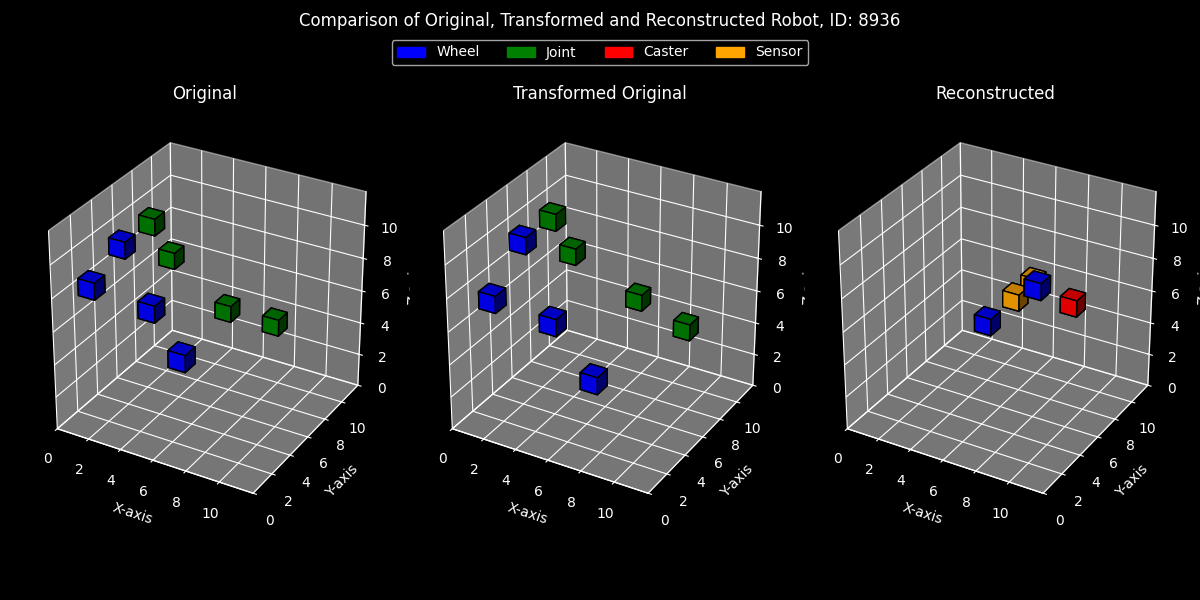 Comparison of Original, Transformed and Reconstructed Robot, ID: 8936
Wheel Joint Caster Sensor
Original Transformed Original Reconstructed
10 10 10
8 8 8
6 6 6
4 4 4
2 2 2
0 0 0
0 2 4 6 8 10 0 2 4 6 8 10 0 2 4 6 8 10
0 2 4 6 8 10 0 2 4 6 8 10 0 2 4 6 8 10
X-axis Y-axis X-axis Y-axis X-axis Y-axis